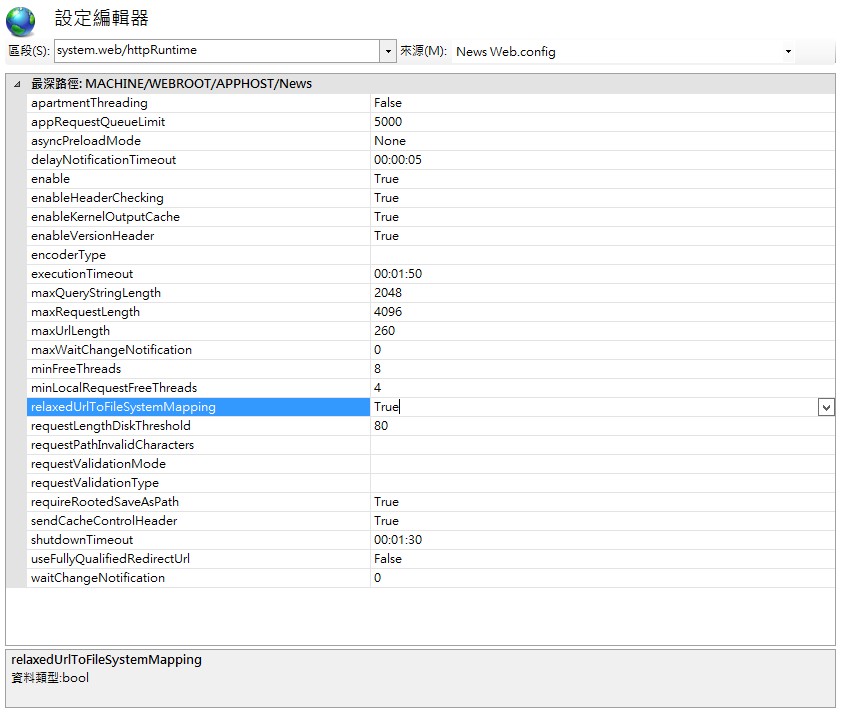 設定編輯器
區段(S): system.web/httpRuntime 來源(M): News Web.config
最深路徑: MACHINE/WEBROOT/APPHOST/News
apartmentThreading False
appRequestQueueLimit 5000
asyncPreloadMode None
delayNotificationTimeout 00:00:05
enable True
enableHeaderChecking True
enableKernelOutputCache True
enableVersionHeader True
encoderType
executionTimeout 00:01:50
maxQueryStringLength 2048
maxRequestLength 4096
maxUrlLength 260
maxWaitChangeNotification 0
minFreeThreads 8
minLocalRequestFreeThreads 4
relaxedUrlToFileSystemMapping True
requestLengthDiskThreshold 80
requestPathInvalidCharacters
requestValidationMode
requestValidationType
requireRootedSaveAsPath True
sendCacheControlHeader True
shutdownTimeout 00:01:30
useFullyQualifiedRedirectUrl False
waitChangeNotification 0
relaxedUrlToFileSystemMapping
資料類型:bool